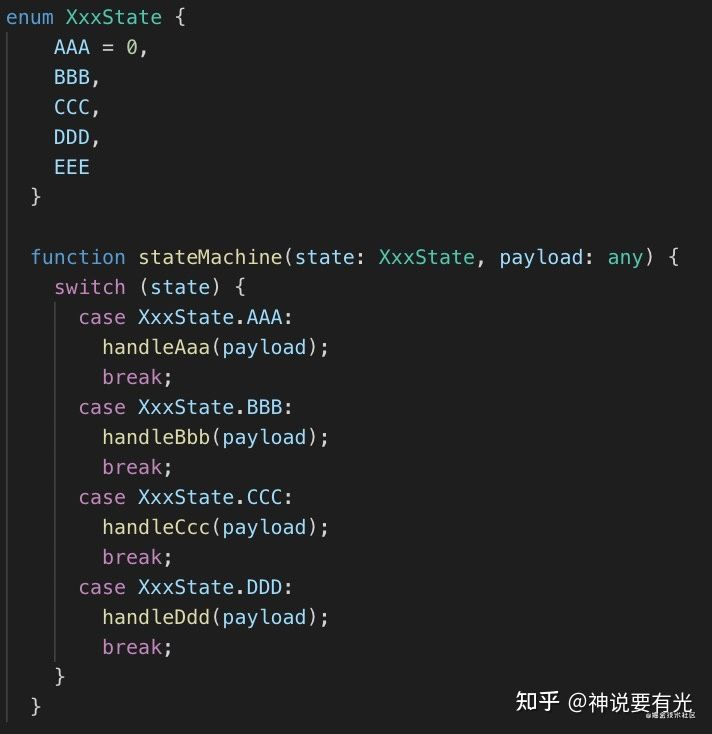 enum XxxState {
    AAA = 0,
    BBB,
    CCC,
    DDD,
    EEE
  }

  function stateMachine(state: XxxState, payload: any) {
    switch (state) {
      case XxxState.AAA:
        handleAaa(payload);
        break;
      case XxxState.BBB:
        handleBbb(payload);
        break;
      case XxxState.CCC:
        handleCcc(payload);
        break;
      case XxxState.DDD:
        handleDdd(payload);
        break;
    }
  }
知乎 @神说要有光
@掘金技术社区